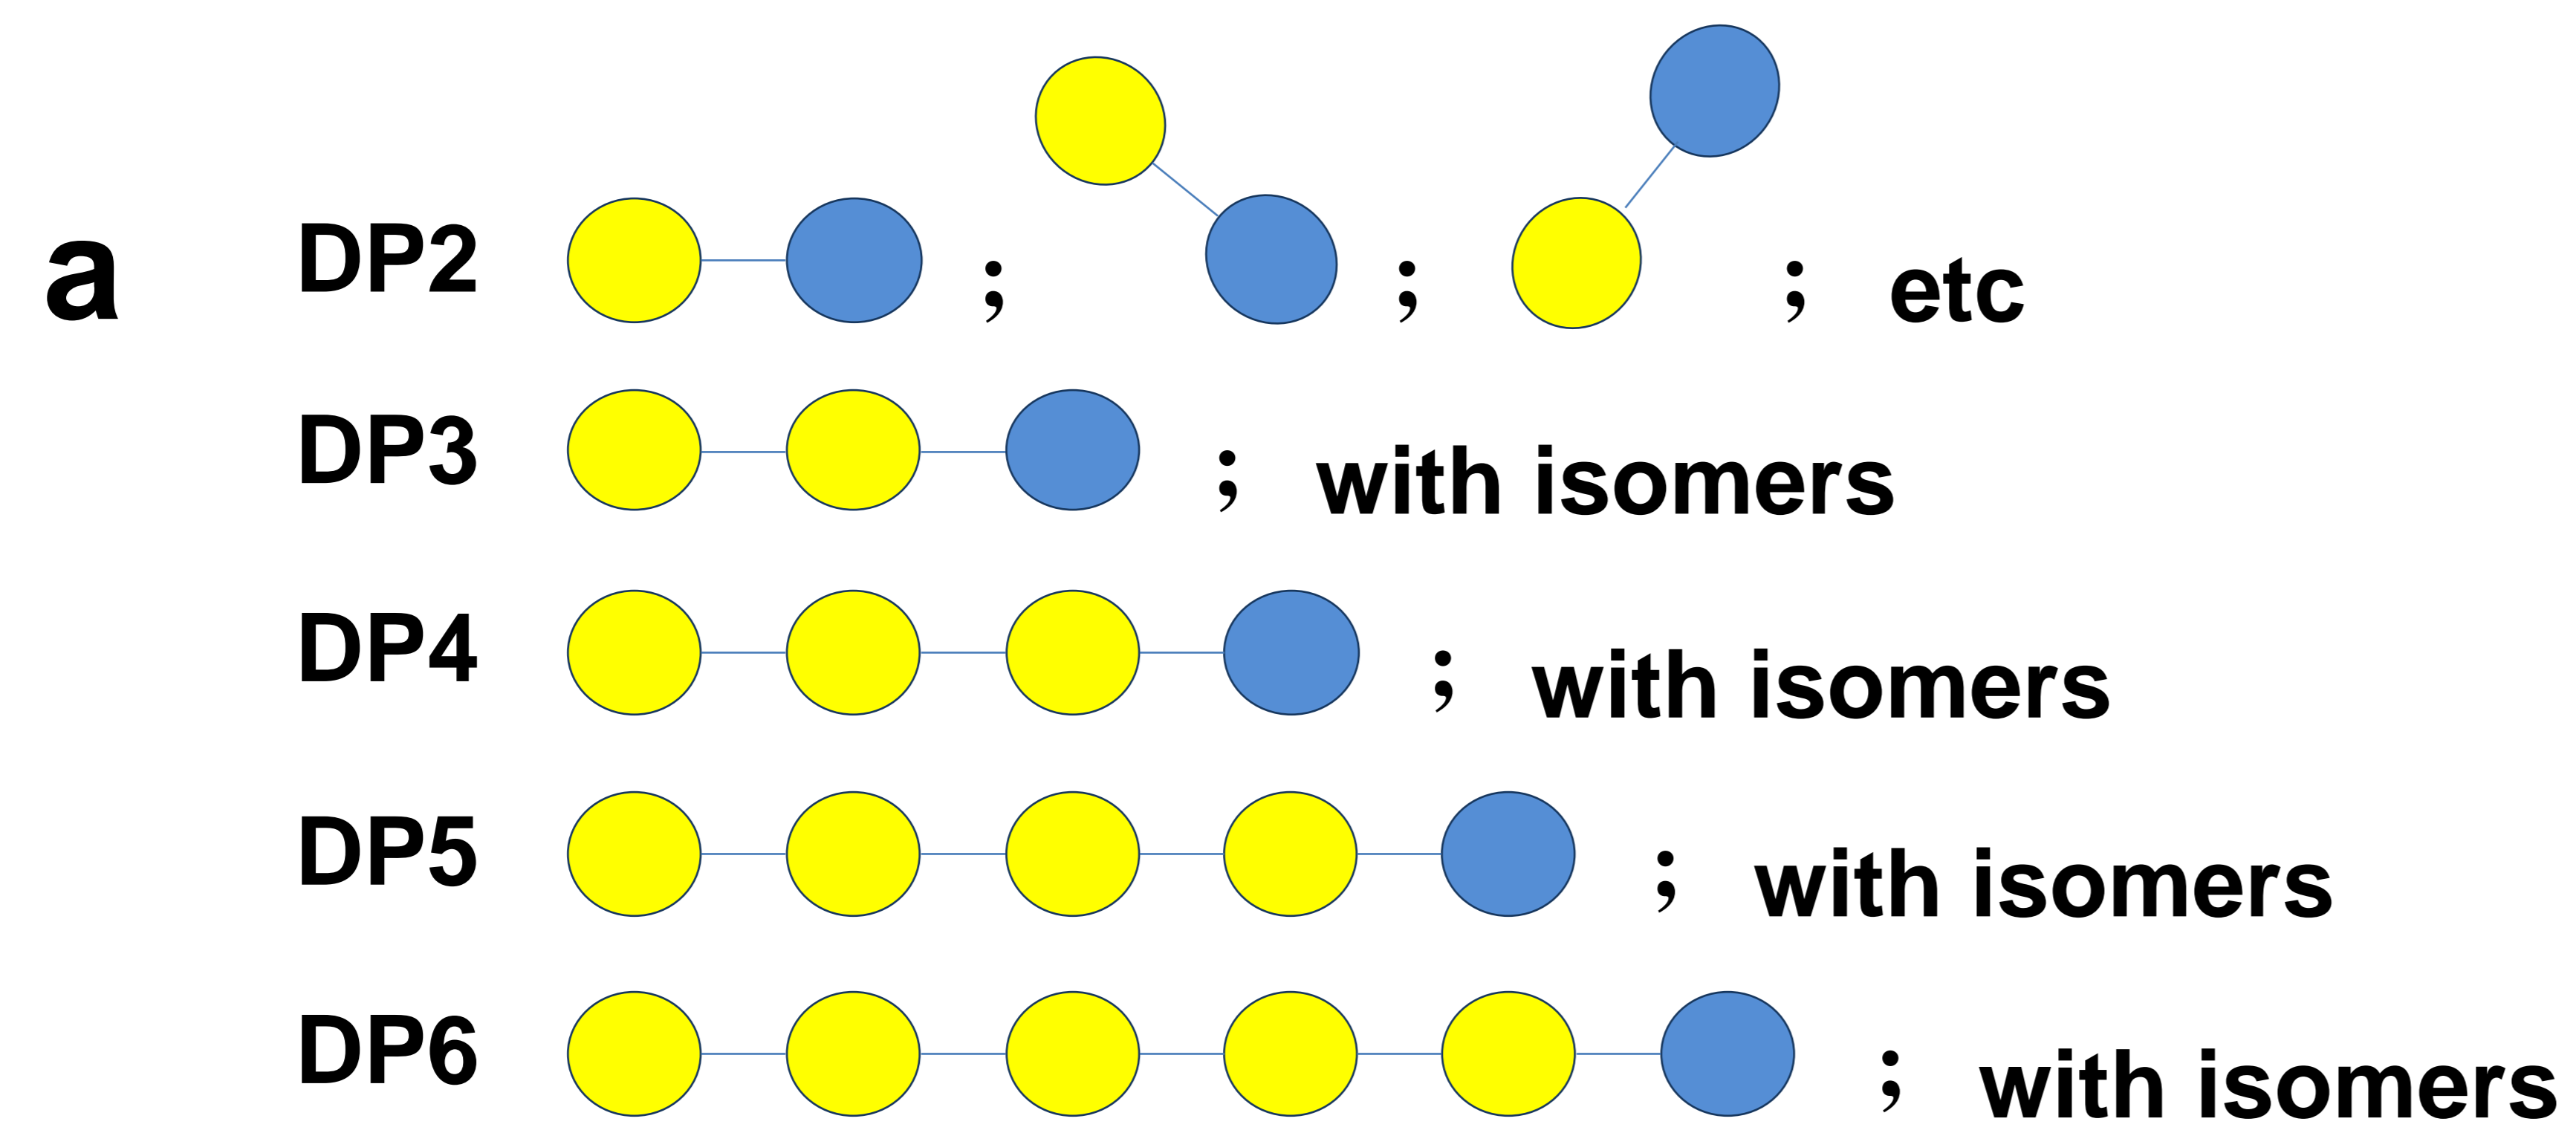 a DP2 ; ; ; etc
DP3 ; with isomers
DP4 ; with isomers
DP5 ; with isomers
DP6 ; with isomers